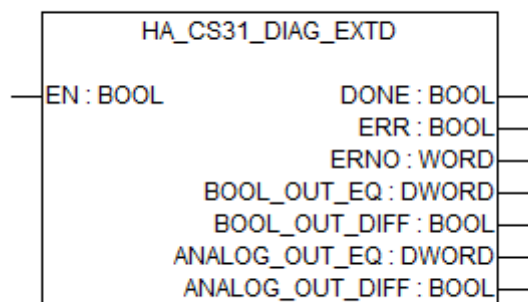 HA_CS31_DIAG_EXTD
EN : BOOL DONE : BOOL
ERR : BOOL
ERNO : WORD
BOOL_OUT_EQ : DWORD
BOOL_OUT_DIFF : BOOL
ANALOG_OUT_EQ : DWORD
ANALOG_OUT_DIFF : BOOL